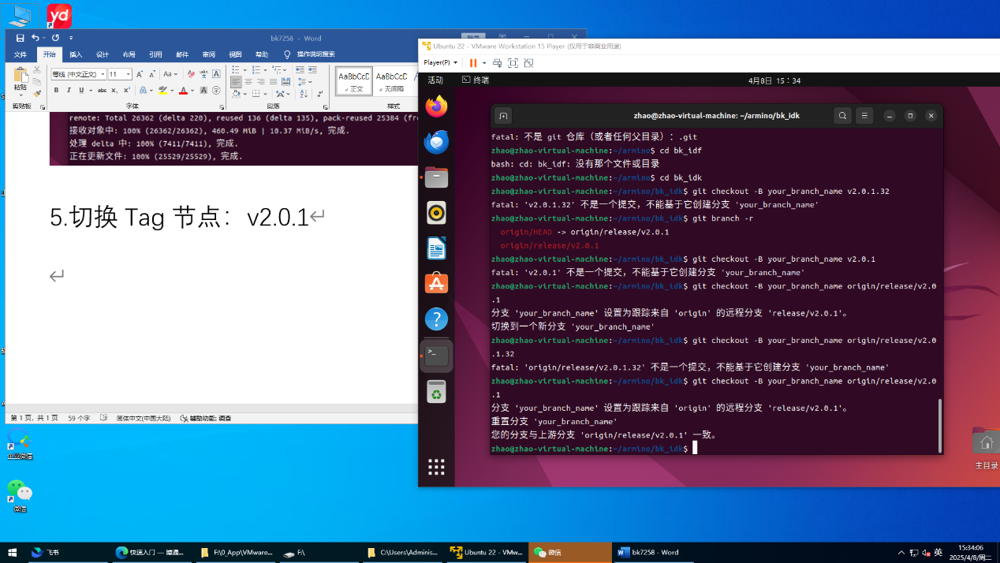 yd
bk7258 - Word
文件 开始 插入 设计 布局 引用 邮件 审阅 视图 帮助 操作说明搜索
粘贴
等线 (中文正文) 11
剪贴板 字体 段落 样式
AaBbCcD AaBbCcD
正文 无间隔
remote: Total 26362 (delta 220), reused 136 (delta 135), pack-reused 25384 (fr
接收对象中: 100% (26362/26362), 460.49 MiB | 10.37 MiB/s, 完成.
处理 delta 中: 100% (7411/7411), 完成.
正在更新文件: 100% (25529/25529), 完成.
5.切换 Tag 节点：v2.0.1
第 1 页, 共 1 页 59 个字 简体中文(中国大陆) 辅助功能: 调查
企业微信
微信
Ubuntu 22 - VMware Workstation 15 Player (仅用于非商业用途)
Player(P)
活动 终端 4月8日 15：34
zhao@zhao-virtual-machine: ~/armino/bk_idk
fatal: 不是 git 仓库（或者任何父目录）：.git
zhao@zhao-virtual-machine:~/armino$ cd bk_idf
bash: cd: bk_idf: 没有那个文件或目录
zhao@zhao-virtual-machine:~/armino$ cd bk_idk
zhao@zhao-virtual-machine:~/armino/bk_idk$ git checkout -B your_branch_name v2.0.1.32
fatal: 'v2.0.1.32' 不是一个提交，不能基于它创建分支 'your_branch_name'
zhao@zhao-virtual-machine:~/armino/bk_idk$ git branch -r
origin/HEAD -> origin/release/v2.0.1
origin/release/v2.0.1
zhao@zhao-virtual-machine:~/armino/bk_idk$ git checkout -B your_branch_name v2.0.1
fatal: 'v2.0.1' 不是一个提交，不能基于它创建分支 'your_branch_name'
zhao@zhao-virtual-machine:~/armino/bk_idk$ git checkout -B your_branch_name origin/release/v2.0
.1
分支 'your_branch_name' 设置为跟踪来自 'origin' 的远程分支 'release/v2.0.1'。
切换到一个新分支 'your_branch_name'
zhao@zhao-virtual-machine:~/armino/bk_idk$ git checkout -B your_branch_name origin/release/v2.0
.1.32
fatal: 'origin/release/v2.0.1.32' 不是一个提交，不能基于它创建分支 'your_branch_name'
zhao@zhao-virtual-machine:~/armino/bk_idk$ git checkout -B your_branch_name origin/release/v2.0
.1
分支 'your_branch_name' 设置为跟踪来自 'origin' 的远程分支 'release/v2.0.1'。
重置分支 'your_branch_name'
您的分支与上游分支 'origin/release/v2.0.1' 一致。
zhao@zhao-virtual-machine:~/armino/bk_idk$
主目录
飞书 快速入门 — 博通... F:\0_App\VMware... F:\ C:\Users\Adminis... Ubuntu 22 - VMw... 微信 bk7258 - Word
英
15:34:06
2025/4/8/周二